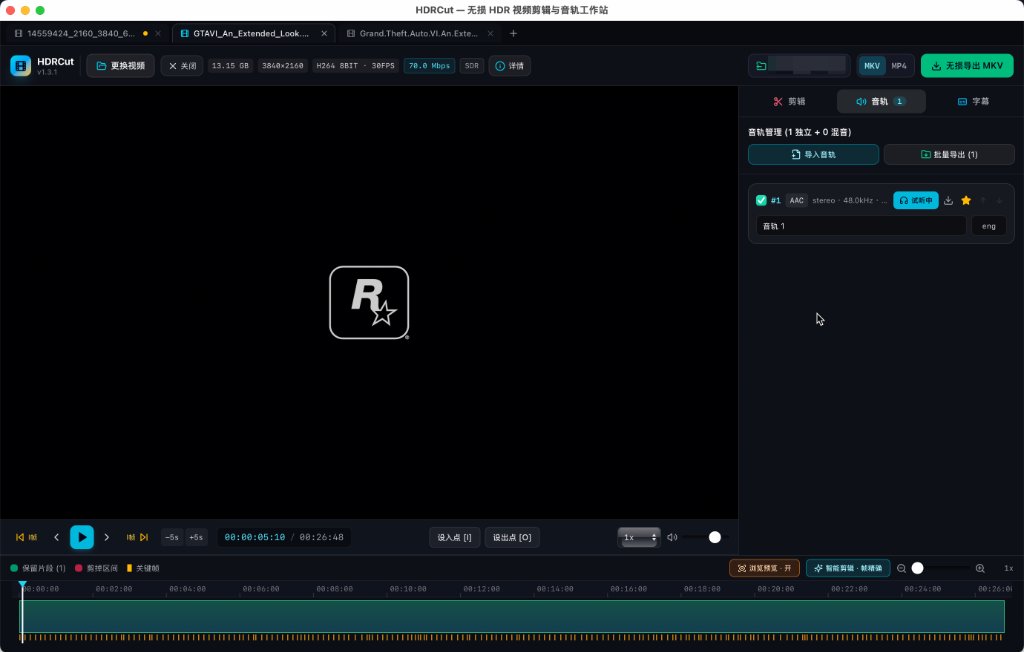 HDRCut — 无损 HDR 视频剪辑与音轨工作站
14559424_2160_3840_6...
GTAVI_An_Extended_Look....
Grand.Theft.Auto.VI.An.Exte...
HDRCut
v1.3.1
更换视频
关闭
13.15 GB
3840×2160
H264 8BIT · 30FPS
70.0 Mbps
SDR
详情
MKV
MP4
无损导出 MKV
剪辑
音轨 1
字幕
音轨管理 (1 独立 + 0 混音)
导入音轨
批量导出 (1)
#1 AAC stereo · 48.0kHz · ...
试听中
音轨 1
eng
R
1帧
1帧
-5s
+5s
00:00:05:10 / 00:26:48
设入点 [I]
设出点 [O]
1x
保留片段 (1)
剪掉区间
关键帧
浏览预览 · 开
智能剪辑 · 帧精确
1x
00:00:00 00:02:00 00:04:00 00:06:00 00:08:00 00:10:00 00:12:00 00:14:00 00:16:00 00:18:00 00:20:00 00:22:00 00:24:00 00:26:0